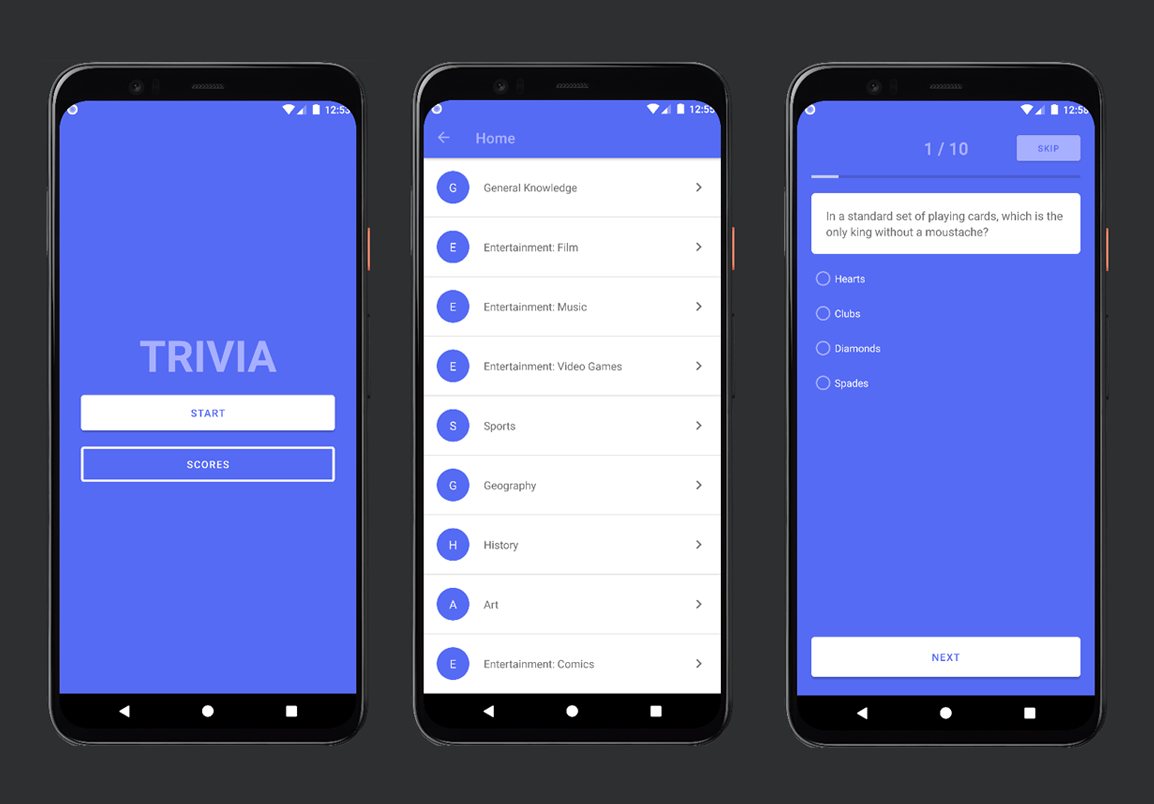 12:53
TRIVIA
START
SCORES
12:55
Home
G General Knowledge
E Entertainment: Film
E Entertainment: Music
E Entertainment: Video Games
S Sports
G Geography
H History
A Art
E Entertainment: Comics
12:56
1 / 10 SKIP
In a standard set of playing cards, which is the
only king without a moustache?
Hearts
Clubs
Diamonds
Spades
NEXT